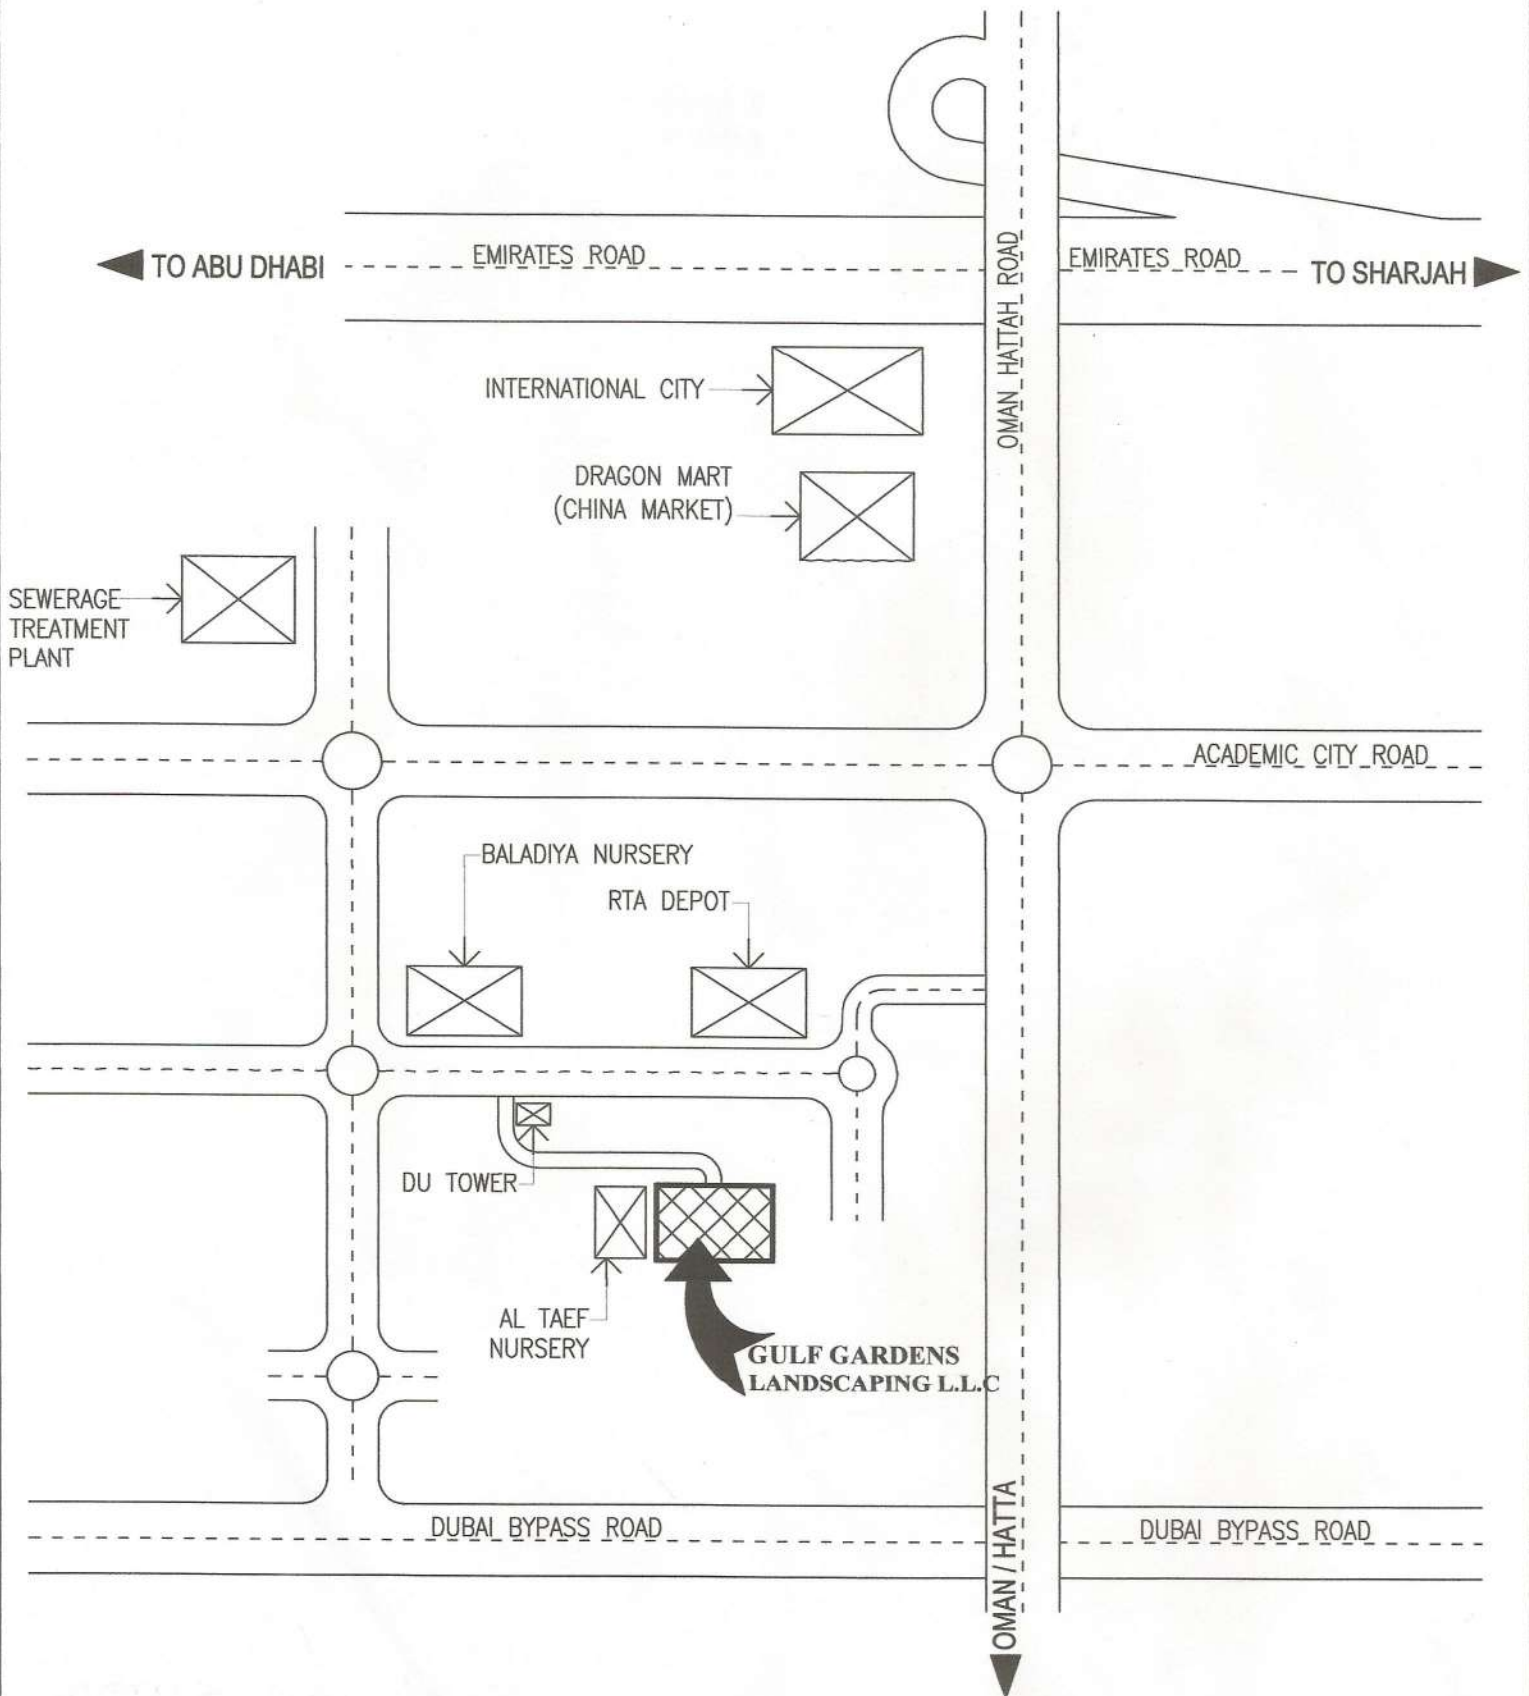 OMAN HATTAH ROAD
EMIRATES ROAD
EMIRATES ROAD
TO ABU DHABI
TO SHARJAH
INTERNATIONAL CITY
DRAGON MART
(CHINA MARKET)
SEWERAGE
TREATMENT
PLANT
ACADEMIC CITY ROAD
BALADIYA NURSERY
RTA DEPOT
DU TOWER
AL TAEF
NURSERY
GULF GARDENS
LANDSCAPING L.L.C
DUBAI BYPASS ROAD
DUBAI BYPASS ROAD
OMAN / HATTA